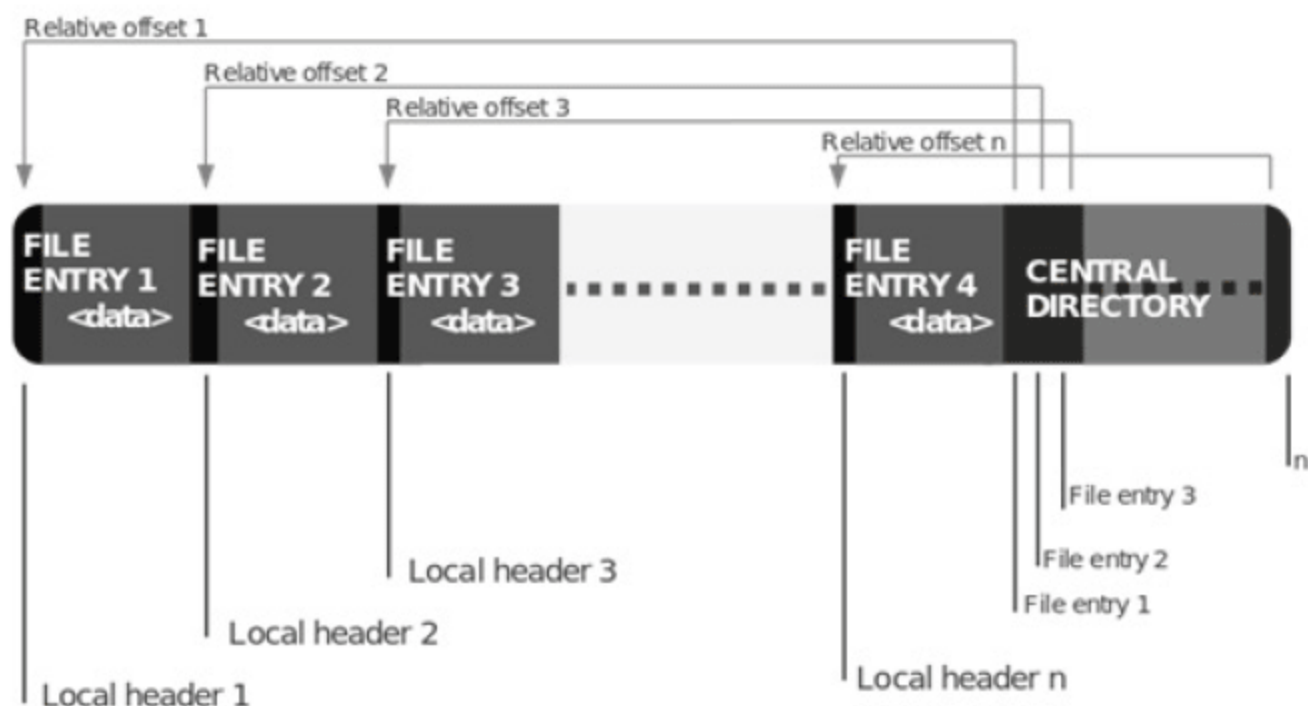 Relative offset 1
Relative offset 2
Relative offset 3
Relative offset n
FILE
ENTRY 1
<data>
FILE
ENTRY 2
<data>
FILE
ENTRY 3
<data>
FILE
ENTRY 4
<data>
CENTRAL
DIRECTORY
n
File entry 3
File entry 2
File entry 1
Local header 3
Local header 2
Local header 1
Local header n